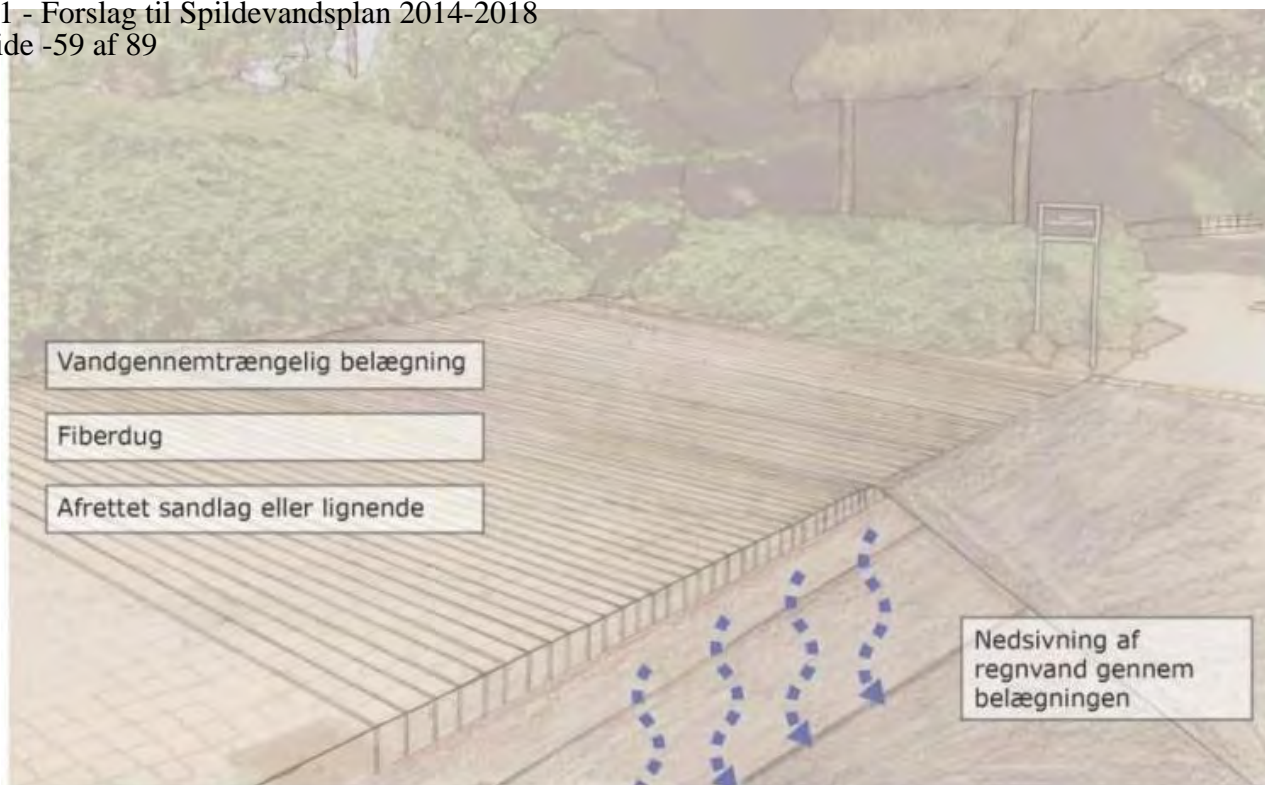 1 - Forslag til Spildevandsplan 2014-2018
ide -59 af 89
Vandgennemtrængelig belægning
Fiberdug
Afrettet sandlag eller lignende
Nedsivning af
regnvand gennem
belægningen